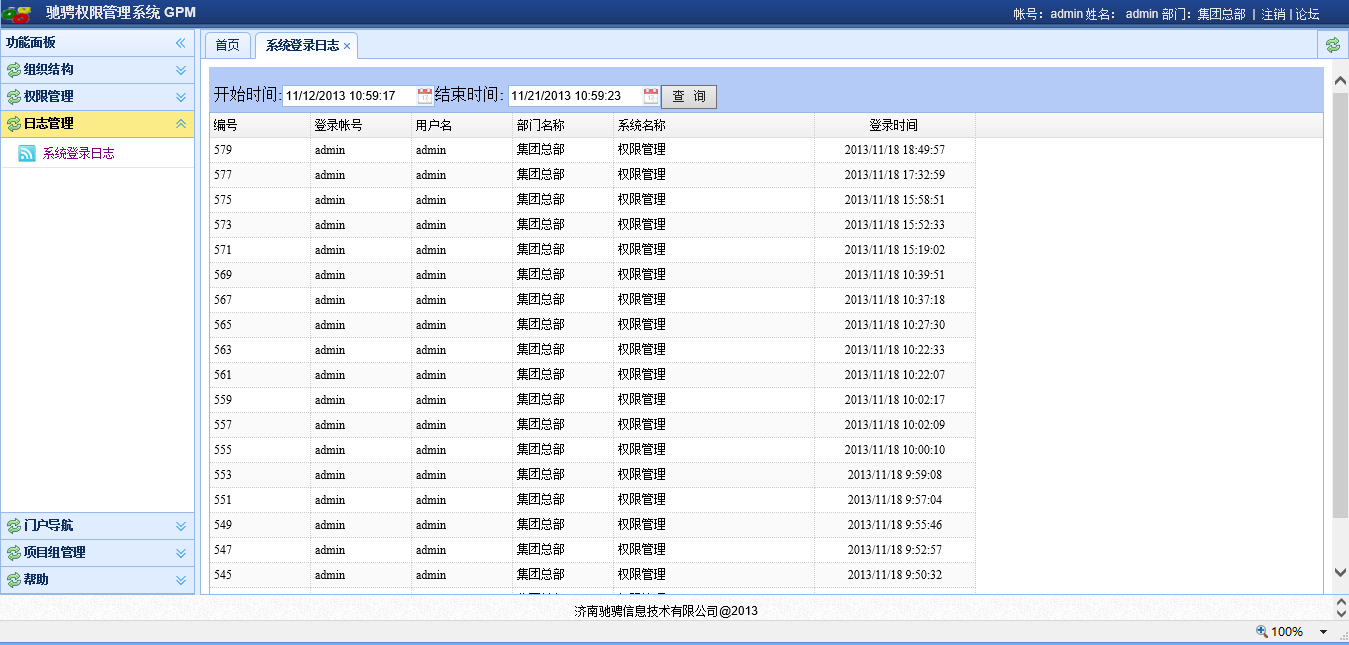 驰骋权限管理系统 GPM
帐号：admin 姓名： admin 部门：集团总部 | 注销 | 论坛
功能面板
组织结构
权限管理
日志管理
系统登录日志
门户导航
项目组管理
帮助
首页 系统登录日志
开始时间: 11/12/2013 10:59:17 结束时间: 11/21/2013 10:59:23 查 询
编号 登录帐号 用户名 部门名称 系统名称 登录时间
579 admin admin 集团总部 权限管理 2013/11/18 18:49:57
577 admin admin 集团总部 权限管理 2013/11/18 17:32:59
575 admin admin 集团总部 权限管理 2013/11/18 15:58:51
573 admin admin 集团总部 权限管理 2013/11/18 15:52:33
571 admin admin 集团总部 权限管理 2013/11/18 15:19:02
569 admin admin 集团总部 权限管理 2013/11/18 10:39:51
567 admin admin 集团总部 权限管理 2013/11/18 10:37:18
565 admin admin 集团总部 权限管理 2013/11/18 10:27:30
563 admin admin 集团总部 权限管理 2013/11/18 10:22:33
561 admin admin 集团总部 权限管理 2013/11/18 10:22:07
559 admin admin 集团总部 权限管理 2013/11/18 10:02:17
557 admin admin 集团总部 权限管理 2013/11/18 10:02:09
555 admin admin 集团总部 权限管理 2013/11/18 10:00:10
553 admin admin 集团总部 权限管理 2013/11/18 9:59:08
551 admin admin 集团总部 权限管理 2013/11/18 9:57:04
549 admin admin 集团总部 权限管理 2013/11/18 9:55:46
547 admin admin 集团总部 权限管理 2013/11/18 9:52:57
545 admin admin 集团总部 权限管理 2013/11/18 9:50:32
济南驰骋信息技术有限公司@2013
100%